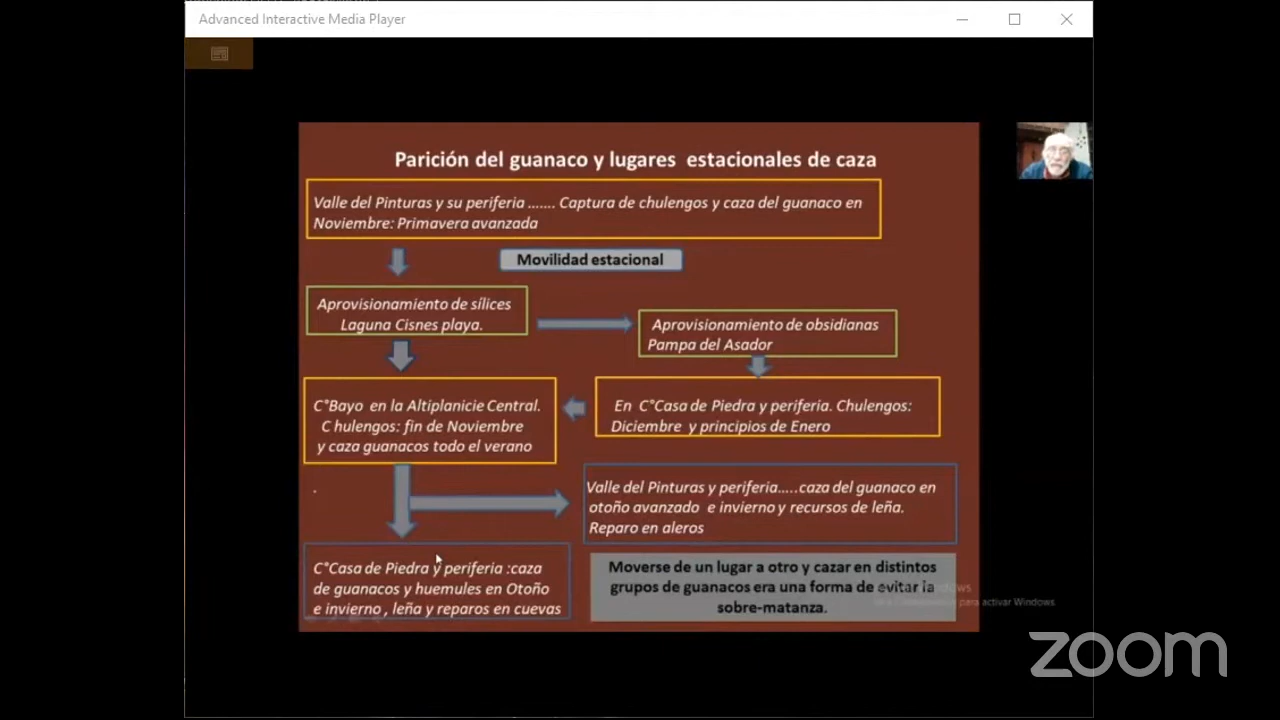 Advanced Interactive Media Player
Parición del guanaco y lugares estacionales de caza
Valle del Pinturas y su periferia ....... Captura de chulengos y caza del guanaco en
Noviembre: Primavera avanzada
Movilidad estacional
Aprovisionamiento de sílices
Laguna Cisnes playa.
Aprovisionamiento de obsidianas
Pampa del Asador
C°Bayo en la Altiplanicie Central.
C hulengos: fin de Noviembre
y caza guanacos todo el verano
En C°Casa de Piedra y periferia. Chulengos:
Diciembre y principios de Enero
.
Valle del Pinturas y periferia.....caza del guanaco en
otoño avanzado e invierno y recursos de leña.
Reparo en aleros
C°Casa de Piedra y periferia :caza
de guanacos y huemules en Otoño
e invierno , leña y reparos en cuevas
Moverse de un lugar a otro y cazar en distintos
grupos de guanacos era una forma de evitar la
sobre-matanza.
para activar Windows.
zoom